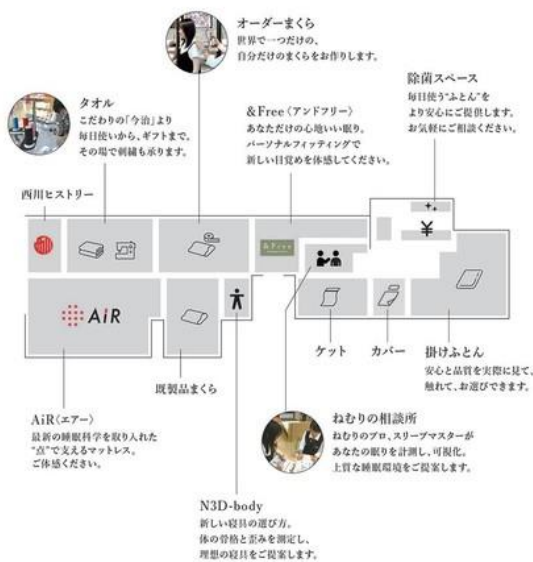 オーダーまくら
世界で一つだけの、
自分だけのまくらをお作りします。
タオル
こだわりの「今治」より
毎日使いから、ギフトまで。
その場で刺繍も承ります。
&Free〈アンドフリー〉
あなただけの心地いい眠り。
パーソナルフィッティングで
新しい目覚めを体感してください。
除菌スペース
毎日使う“ふとん”を
より安心にご提供します。
お気軽にご相談ください。
西川ヒストリー
&Free
¥
AiR
ケット
カバー
掛けふとん
安心と品質を実際に見て、
触れて、お選びできます。
既製品まくら
AiR〈エアー〉
最新の睡眠科学を取り入れた
“点”で支えるマットレス。
ご体感ください。
ねむりの相談所
ねむりのプロ、スリープマスターが
あなたの眠りを計測し、可視化。
上質な睡眠環境をご提案します。
N3D-body
新しい寝具の選び方。
体の骨格と歪みを測定し、
理想の寝具をご提案します。